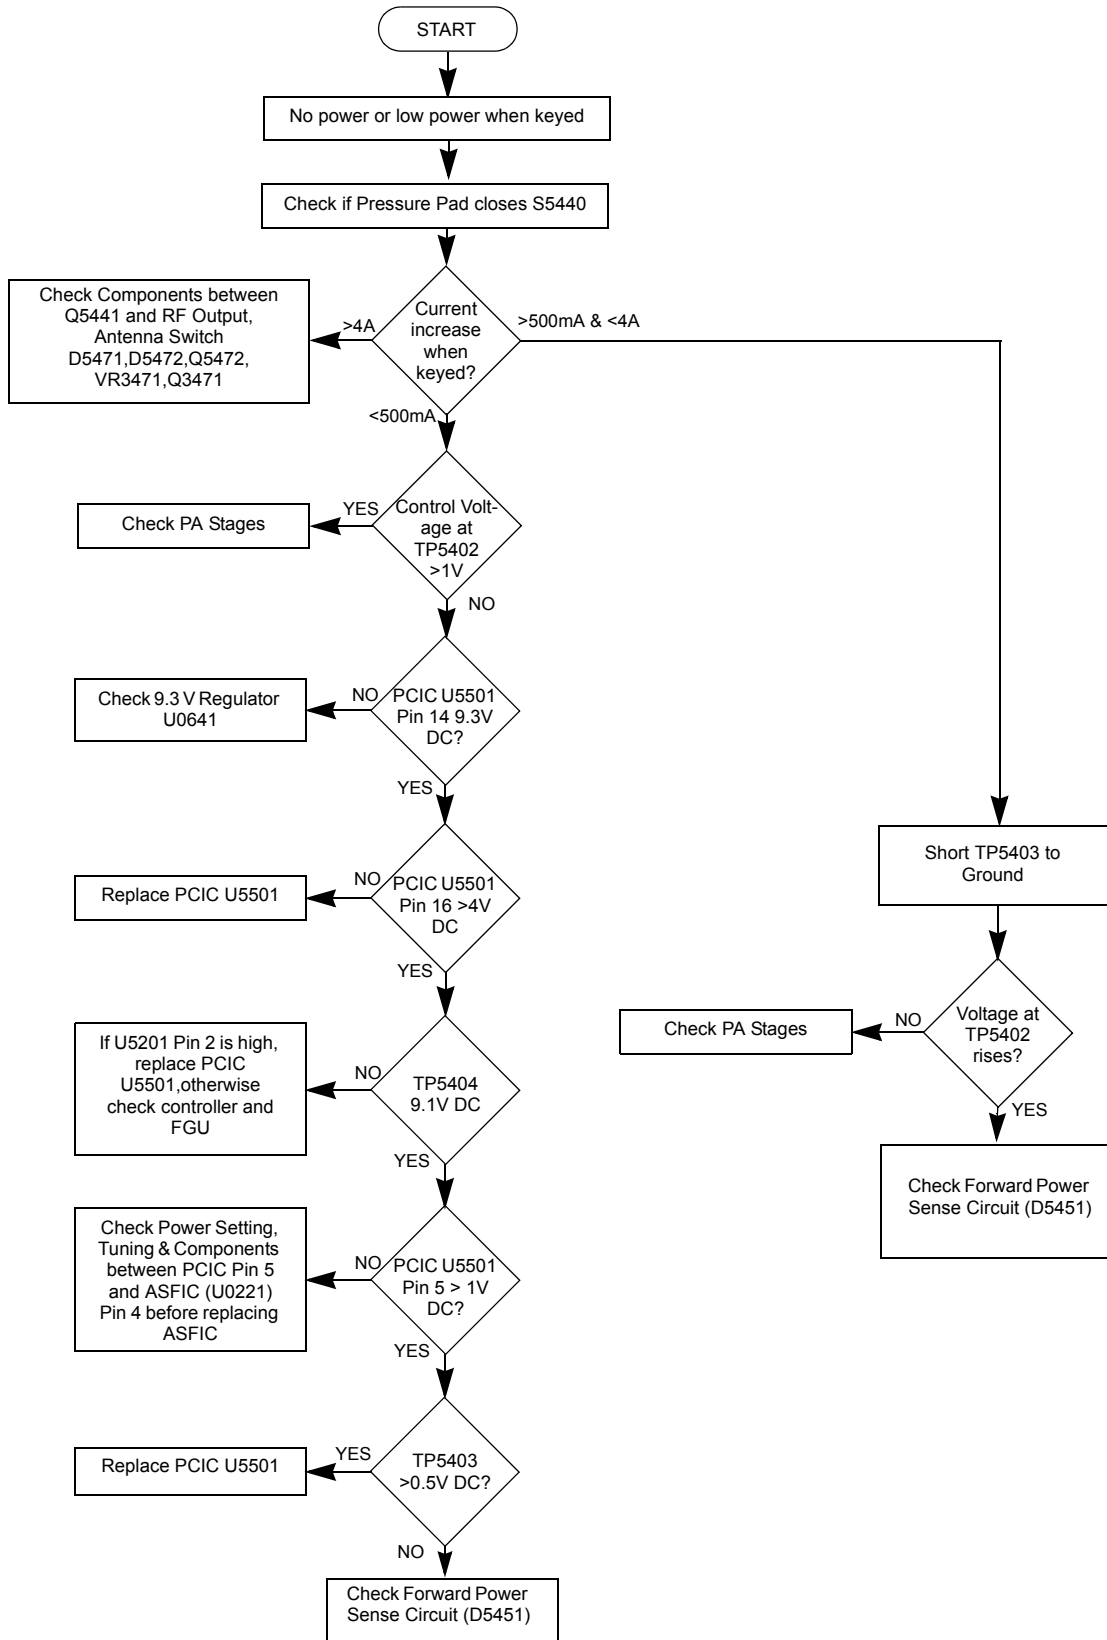 START
No power or low power when keyed
Check if Pressure Pad closes S5440
Current
increase
when
keyed?
>4A
>500mA & <4A
<500mA
Check Components between
Q5441 and RF Output,
Antenna Switch
D5471,D5472,Q5472,
VR3471,Q3471
Control Volt-
age at
TP5402
>1V
YES
Check PA Stages
NO
PCIC U5501
Pin 14 9.3V
DC?
NO
Check 9.3 V Regulator
U0641
YES
PCIC U5501
Pin 16 >4V
DC
NO
Replace PCIC U5501
YES
TP5404
9.1V DC
NO
If U5201 Pin 2 is high,
replace PCIC
U5501,otherwise
check controller and
FGU
YES
PCIC U5501
Pin 5 > 1V
DC?
NO
Check Power Setting,
Tuning & Components
between PCIC Pin 5
and ASFIC (U0221)
Pin 4 before replacing
ASFIC
YES
TP5403
>0.5V DC?
YES
Replace PCIC U5501
NO
Check Forward Power
Sense Circuit (D5451)
Short TP5403 to
Ground
Voltage at
TP5402
rises?
NO
Check PA Stages
YES
Check Forward Power
Sense Circuit (D5451)